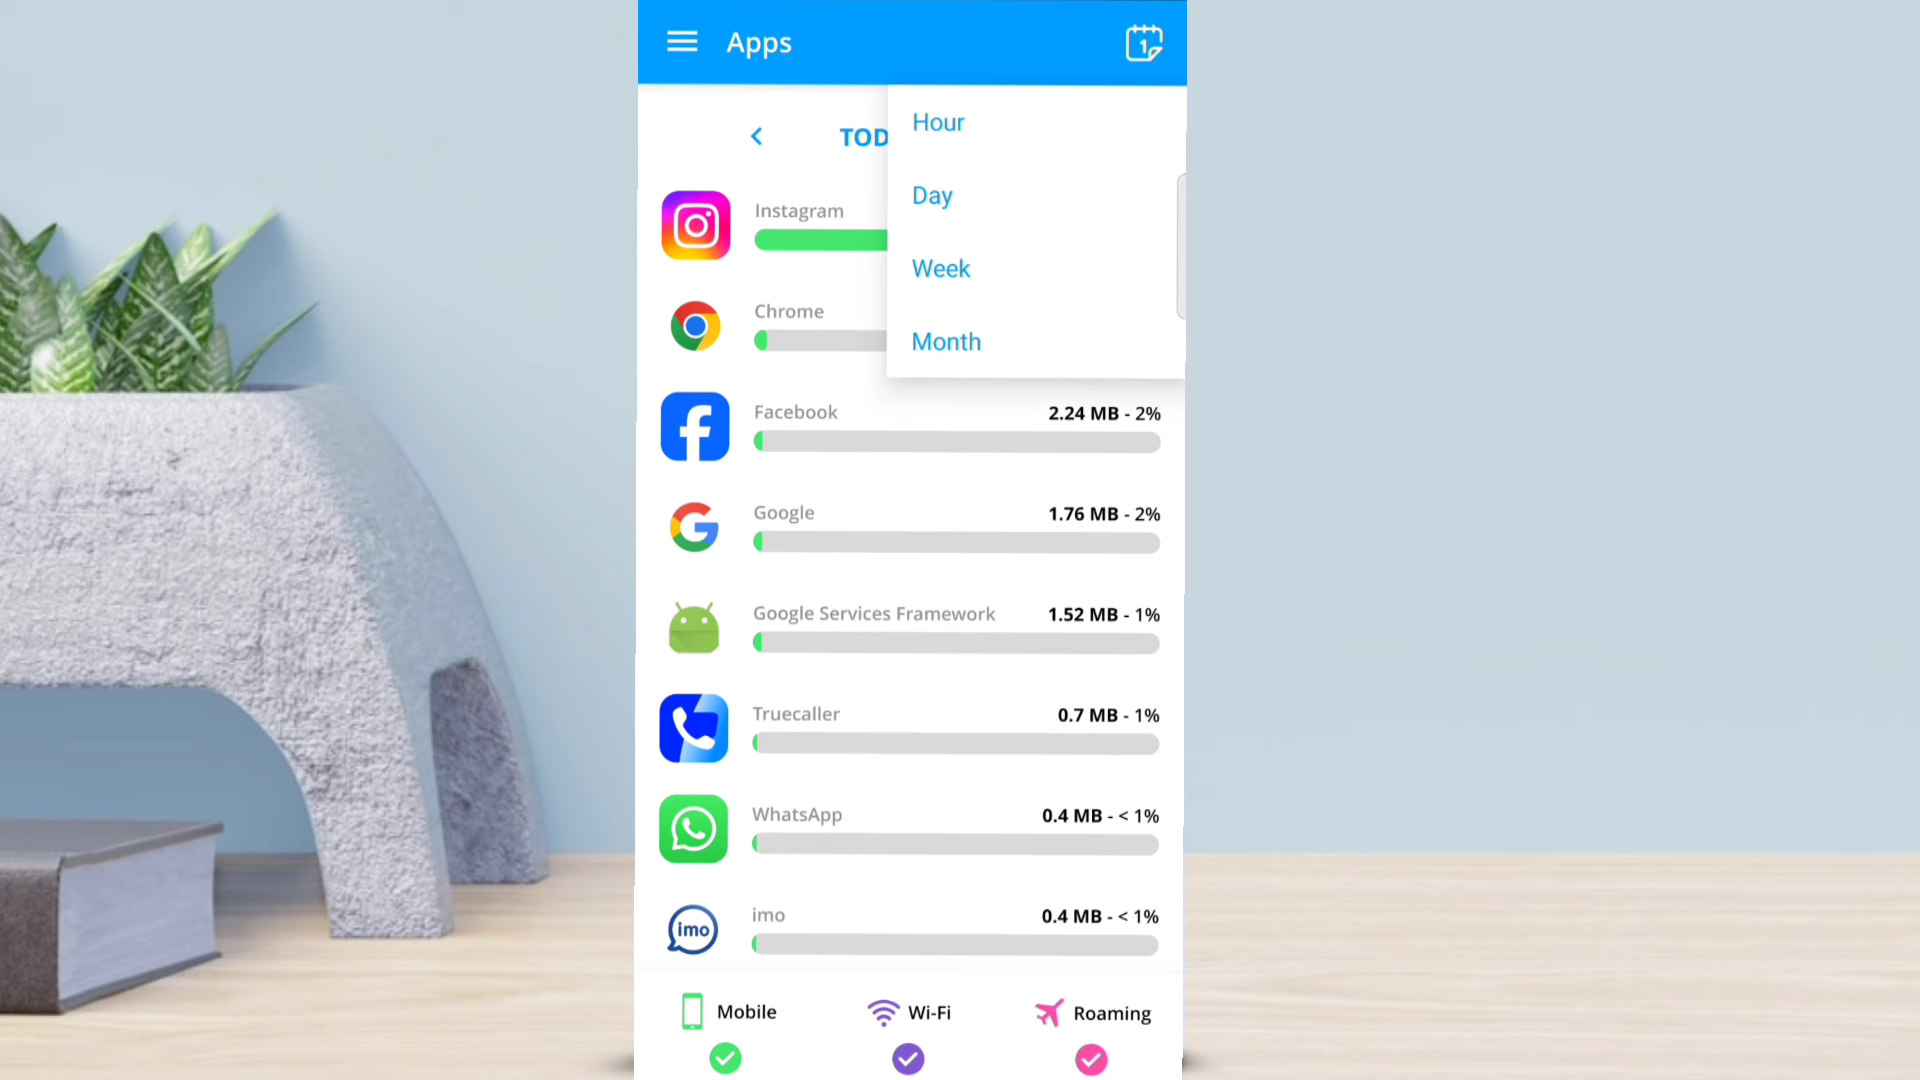 Apps
1
Hour
TOD
Day
Instagram
Week
Chrome
Month
Facebook 2.24 MB - 2%
Google 1.76 MB - 2%
Google Services Framework 1.52 MB - 1%
Truecaller 0.7 MB - 1%
WhatsApp 0.4 MB - < 1%
imo
imo 0.4 MB - < 1%
Mobile Wi-Fi Roaming